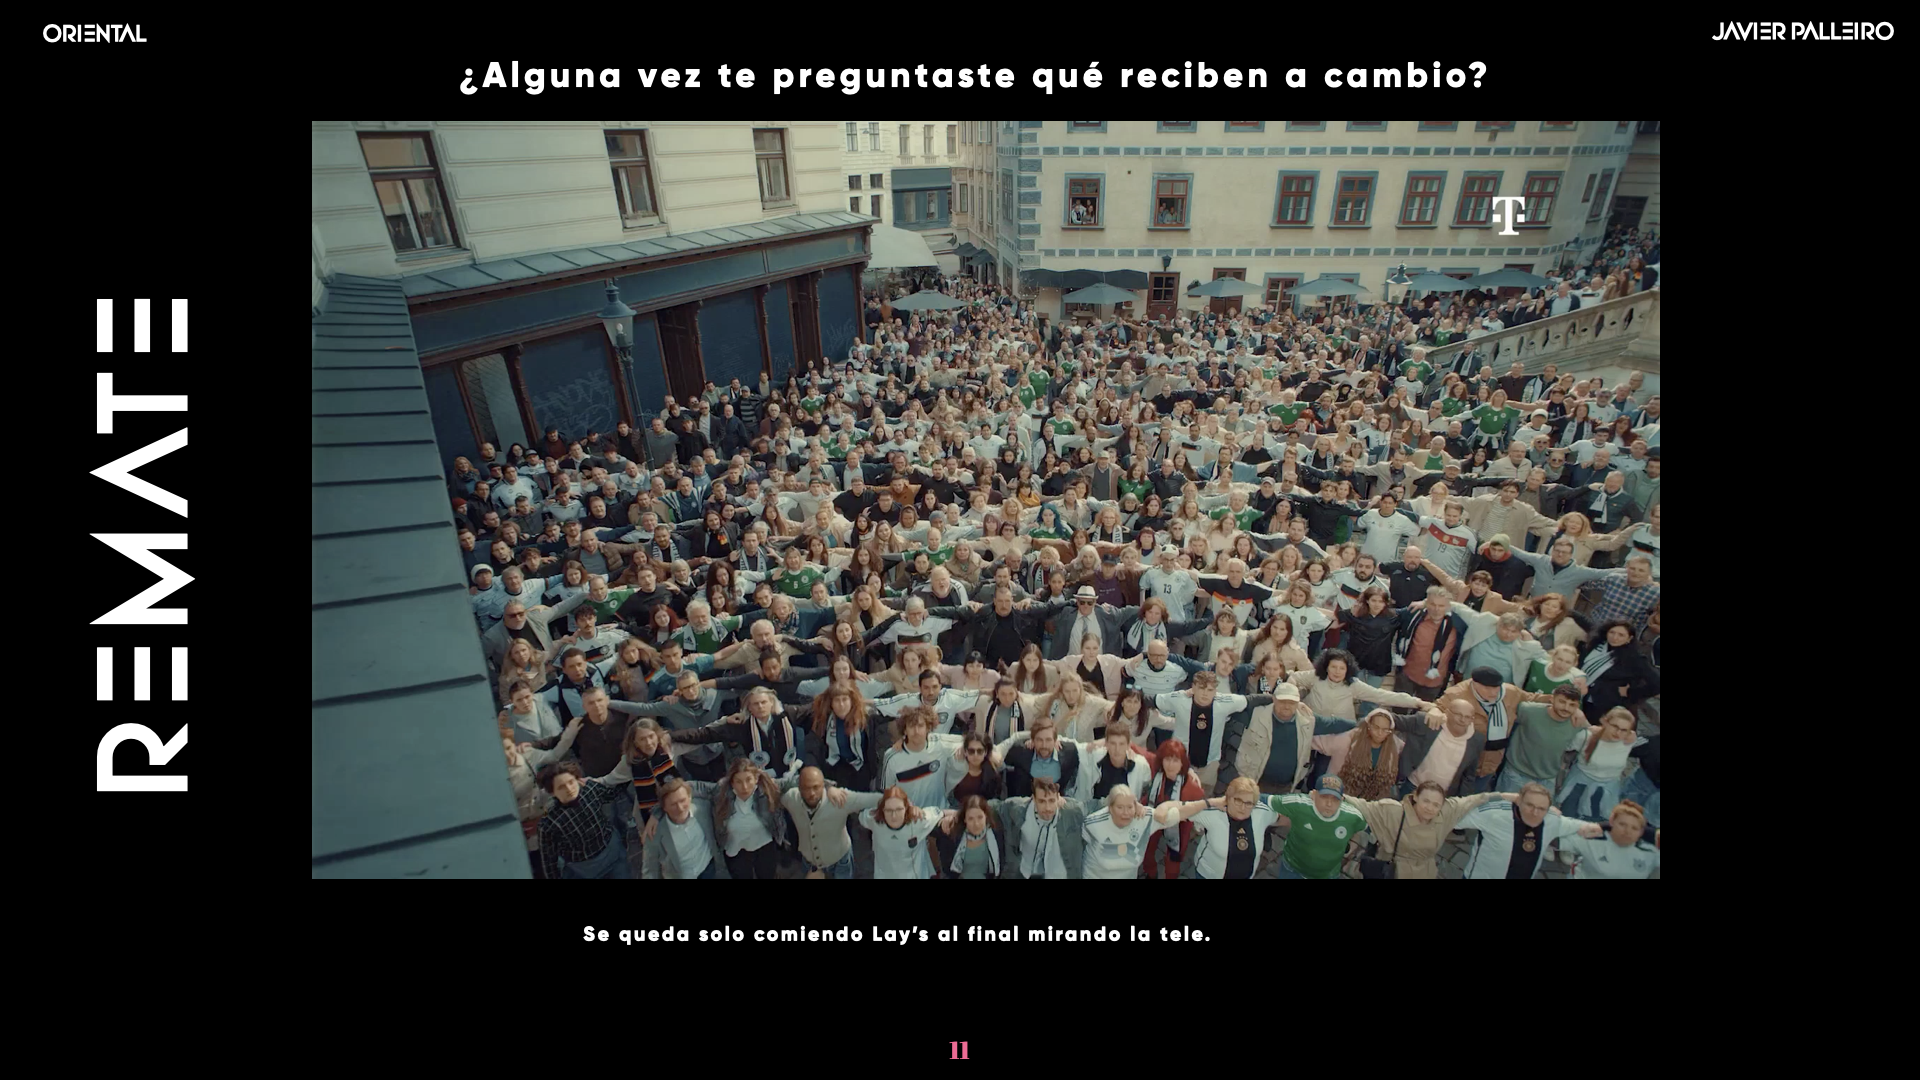 ORIENTAL
JAVIER PALLEIRO
¿Alguna vez te preguntaste qué reciben a cambio?
T
REMATE
13
19
Se queda solo comiendo Lay's al final mirando la tele.
11